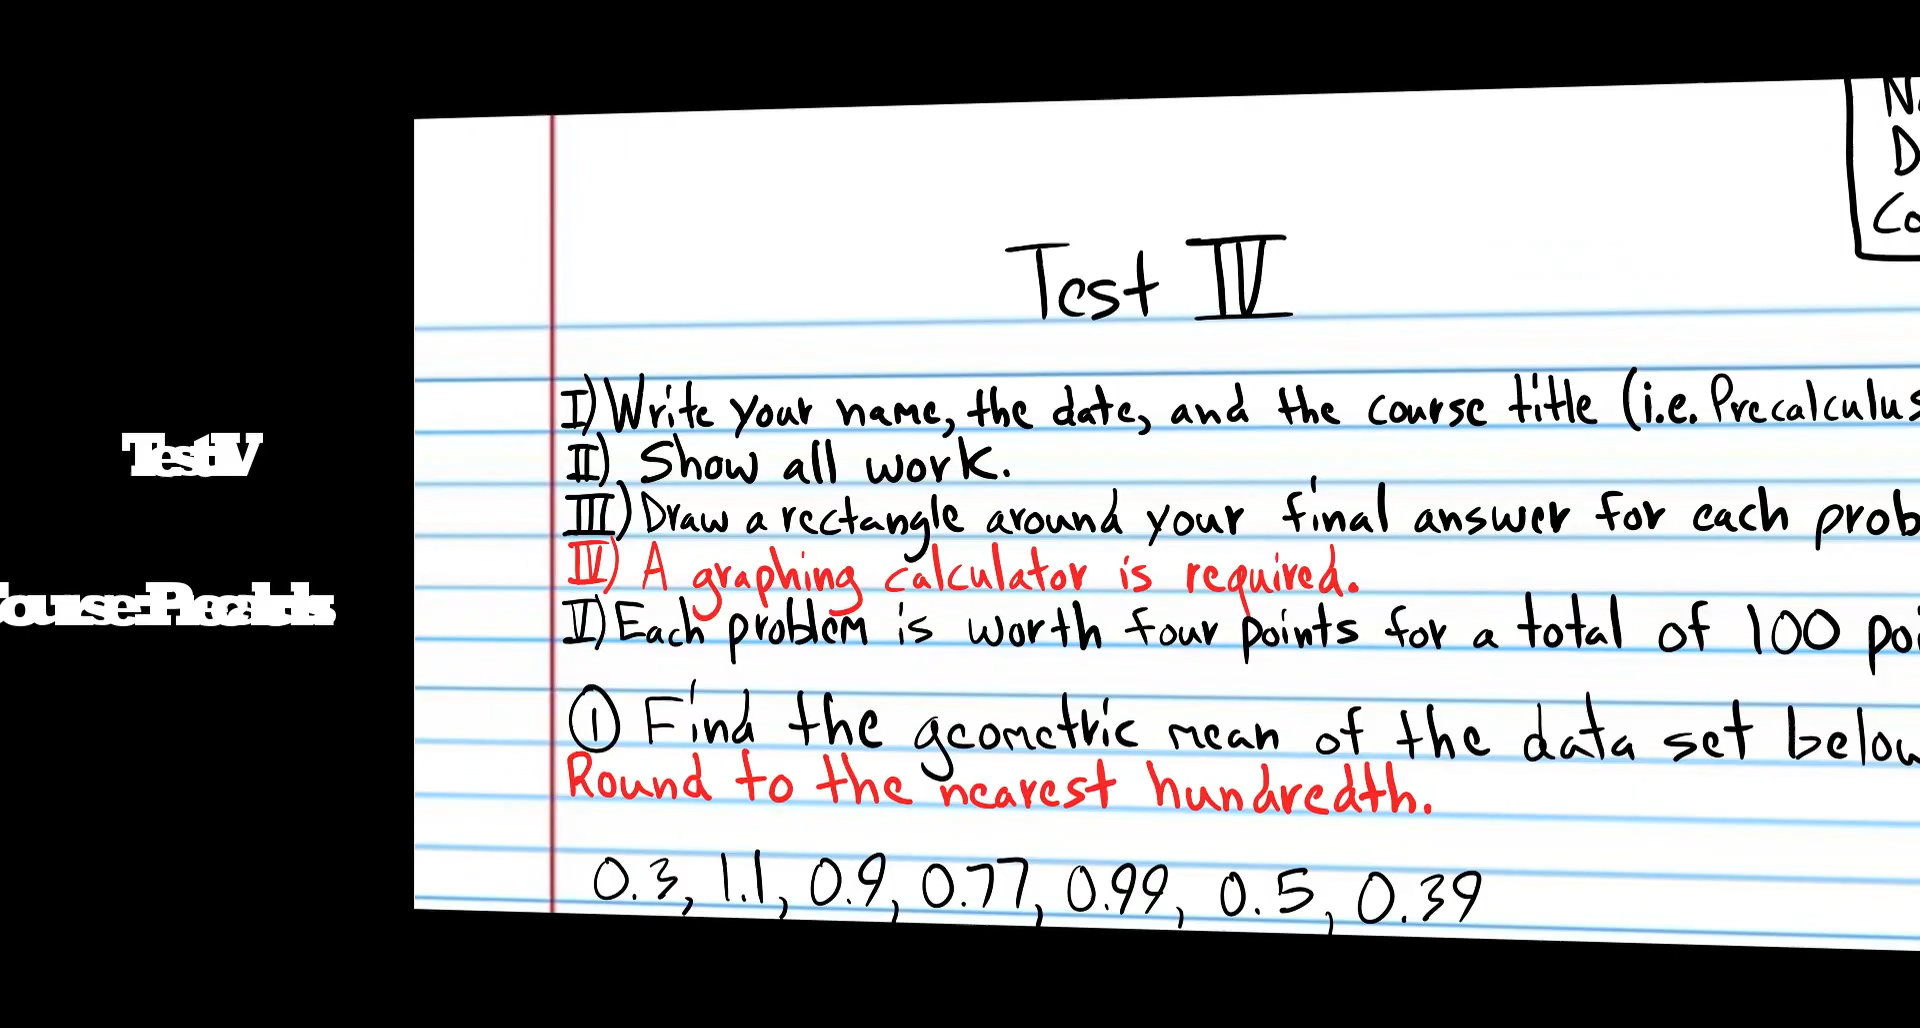 N
D
Co
Test IV
I) Write your name, the date, and the course title (i.e. Precalculus
II) Show all work.
III) Draw a rectangle around your final answer for each prob
IV) A graphing calculator is required.
V) Each problem is worth four points for a total of 100 poi
① Find the geometric mean of the data set below
Round to the nearest hundredth.
0.3, 1.1, 0.9, 0.77, 0.99, 0.5, 0.39
Test IV